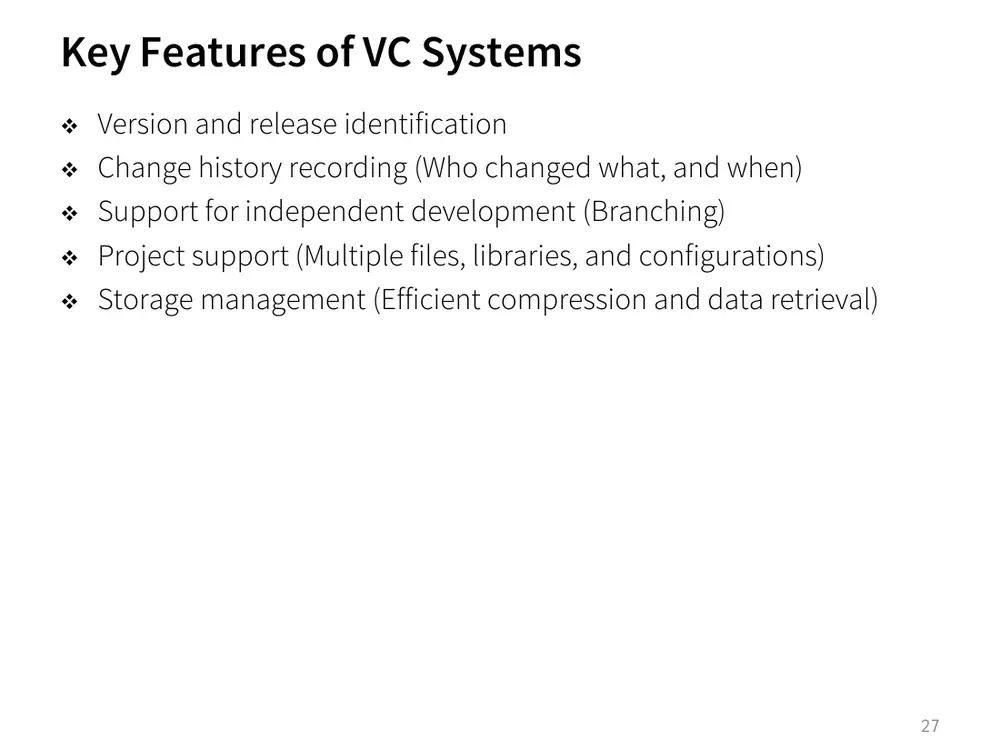 Key Features of VC Systems
❖ Version and release identification
❖ Change history recording (Who changed what, and when)
❖ Support for independent development (Branching)
❖ Project support (Multiple files, libraries, and configurations)
❖ Storage management (Efficient compression and data retrieval)
27